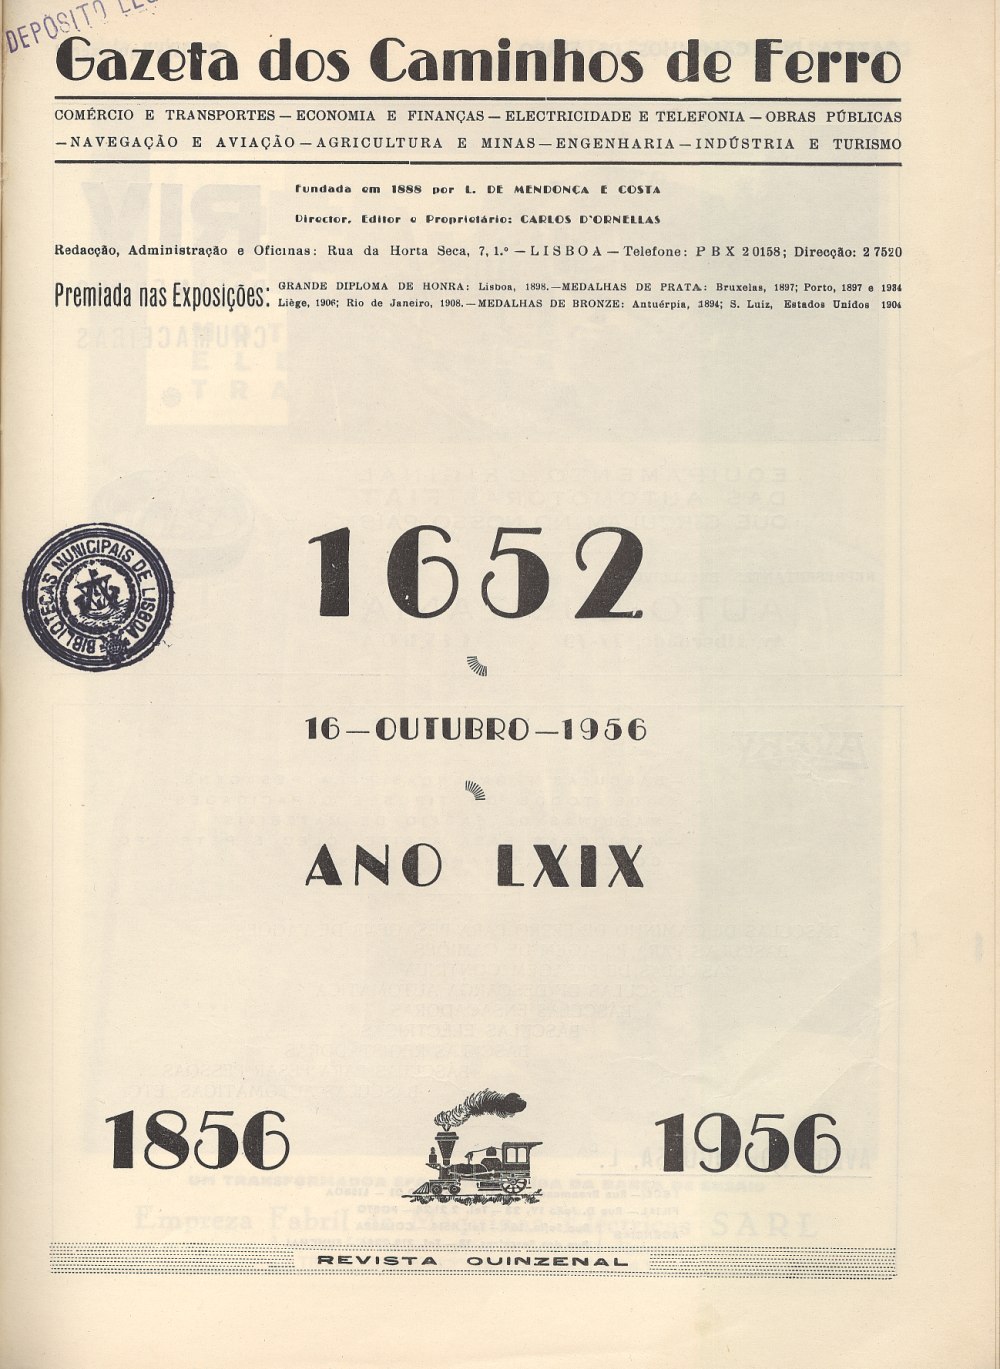 DEPÓSITO
Gazeta dos Caminhos de Ferro
COMÉRCIO E TRANSPORTES — ECONOMIA E FINANÇAS — ELECTRICIDADE E TELEFONIA — OBRAS PÚBLICAS
— NAVEGAÇÃO E AVIAÇÃO — AGRICULTURA E MINAS — ENGENHARIA — INDÚSTRIA E TURISMO
Fundada em 1888 por L. DE MENDONÇA E COSTA
Director, Editor e Proprietário: CARLOS D'ORNELLAS
Redacção, Administração e Oficinas: Rua da Horta Seca, 7, 1.º — LISBOA — Telefone: PBX 20158; Direcção: 27520
Premiada nas Exposições:
GRANDE DIPLOMA DE HONRA: Lisboa, 1898. — MEDALHAS DE PRATA: Bruxelas, 1897; Porto, 1897 e 1934
Liège, 1906; Rio de Janeiro, 1908. — MEDALHAS DE BRONZE: Antuérpia, 1894; S. Luiz, Estados Unidos 1904
1652
BIBLIOTECAS MUNICIPAIS DE LISBOA
16 — OUTUBRO — 1956
ANO LXIX
1856 1956
REVISTA QUINZENAL